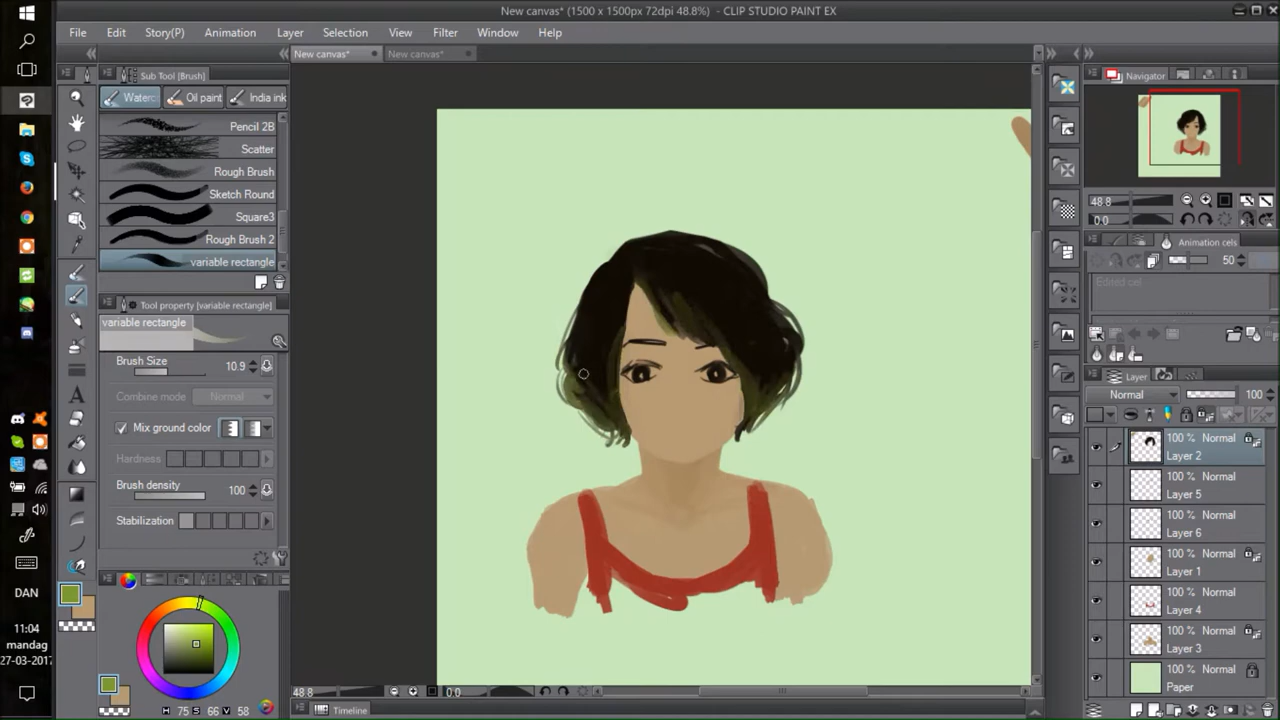 New canvas* (1500 x 1500px 72dpi 48.8%) - CLIP STUDIO PAINT EX
File Edit Story(P) Animation Layer Selection View Filter Window Help
New canvas* New canvas*
Sub Tool [Brush]
Waterc Oil paint India ink
Pencil 2B
Scatter
Rough Brush
Sketch Round
Square3
Rough Brush 2
variable rectangle
Tool property [variable rectangle]
variable rectangle
Brush Size 10.9
Combine mode Normal
Mix ground color
Hardness
Brush density 100
Stabilization
H 75 S 66 V 58
DAN
11:04
mandag
27-03-2017
48.8 0.0
Timeline
Navigator
48.8
0.0
Animation cels
50
Edited cel
Layer
Normal 100
100 % Normal
Layer 2
100 % Normal
Layer 5
100 % Normal
Layer 6
100 % Normal
Layer 1
100 % Normal
Layer 4
100 % Normal
Layer 3
100 % Normal
Paper